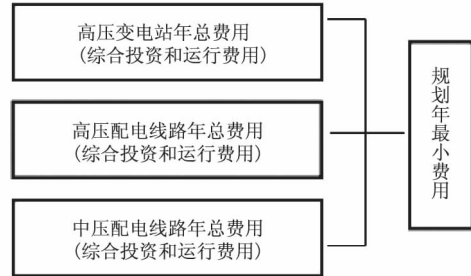 高压变电站年总费用
(综合投资和运行费用)
高压配电线路年总费用
(综合投资和运行费用)
中压配电线路年总费用
(综合投资和运行费用)
规划年最小费用